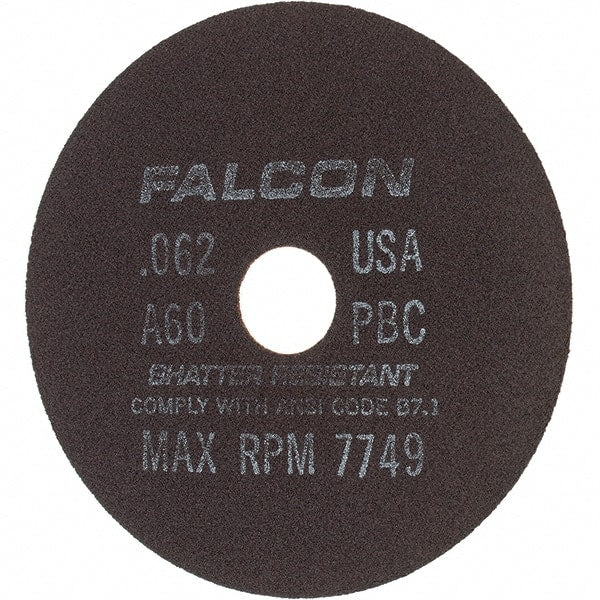 FALCON
.062 USA
A60 PBC
SHATTER RESISTANT
COMPLY WITH ANSI CODE B7.1
MAX RPM 7749